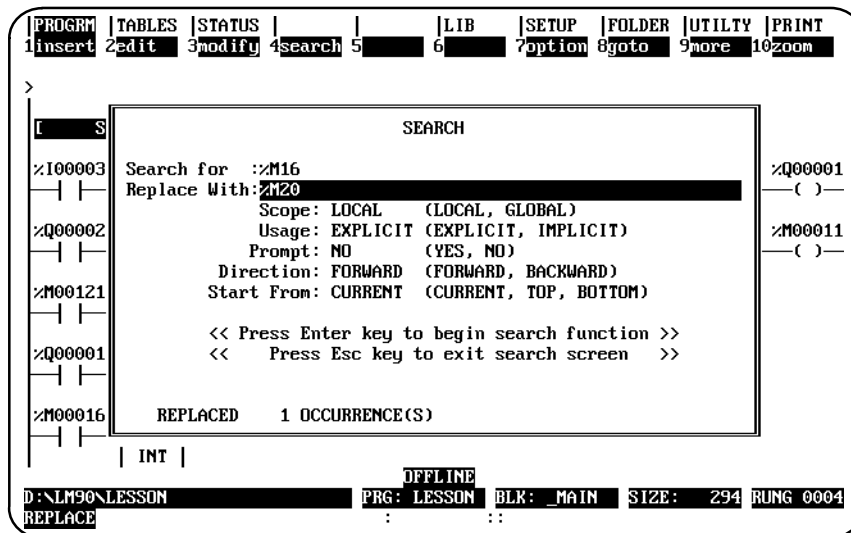 PROGRM |TABLES |STATUS | | |LIB |SETUP |FOLDER |UTILTY |PRINT
1insert 2edit 3modify 4search 5 6 7option 8goto 9more 10zoom
>
[ S
SEARCH
%I00003 Search for :%M16 %Q00001
Replace With:%M20
Scope: LOCAL (LOCAL, GLOBAL)
%Q00002 Usage: EXPLICIT (EXPLICIT, IMPLICIT) %M00011
Prompt: NO (YES, NO)
Direction: FORWARD (FORWARD, BACKWARD)
%M00121 Start From: CURRENT (CURRENT, TOP, BOTTOM)
<< Press Enter key to begin search function >>
%Q00001 << Press Esc key to exit search screen >>
%M00016 REPLACED 1 OCCURRENCE(S)
| INT |
OFFLINE
D:\LM90\LESSON PRG: LESSON BLK: _MAIN SIZE: 294 RUNG 0004
REPLACE : ::